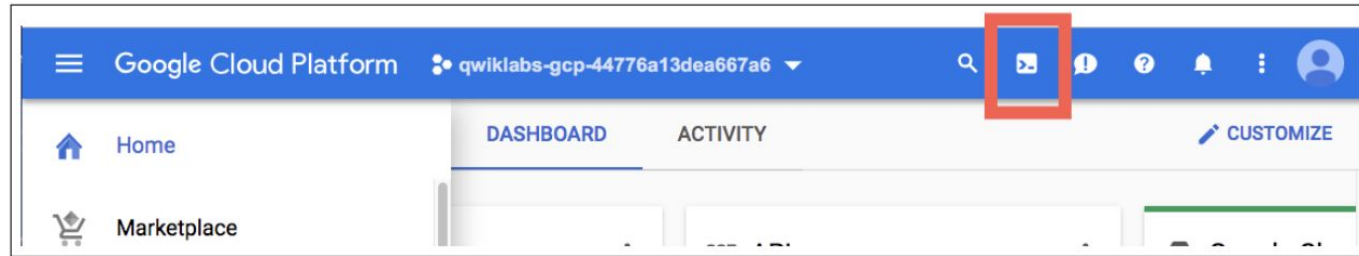 Google Cloud Platform qwiklabs-gcp-44776a13dea667a6
Home DASHBOARD ACTIVITY CUSTOMIZE
Marketplace